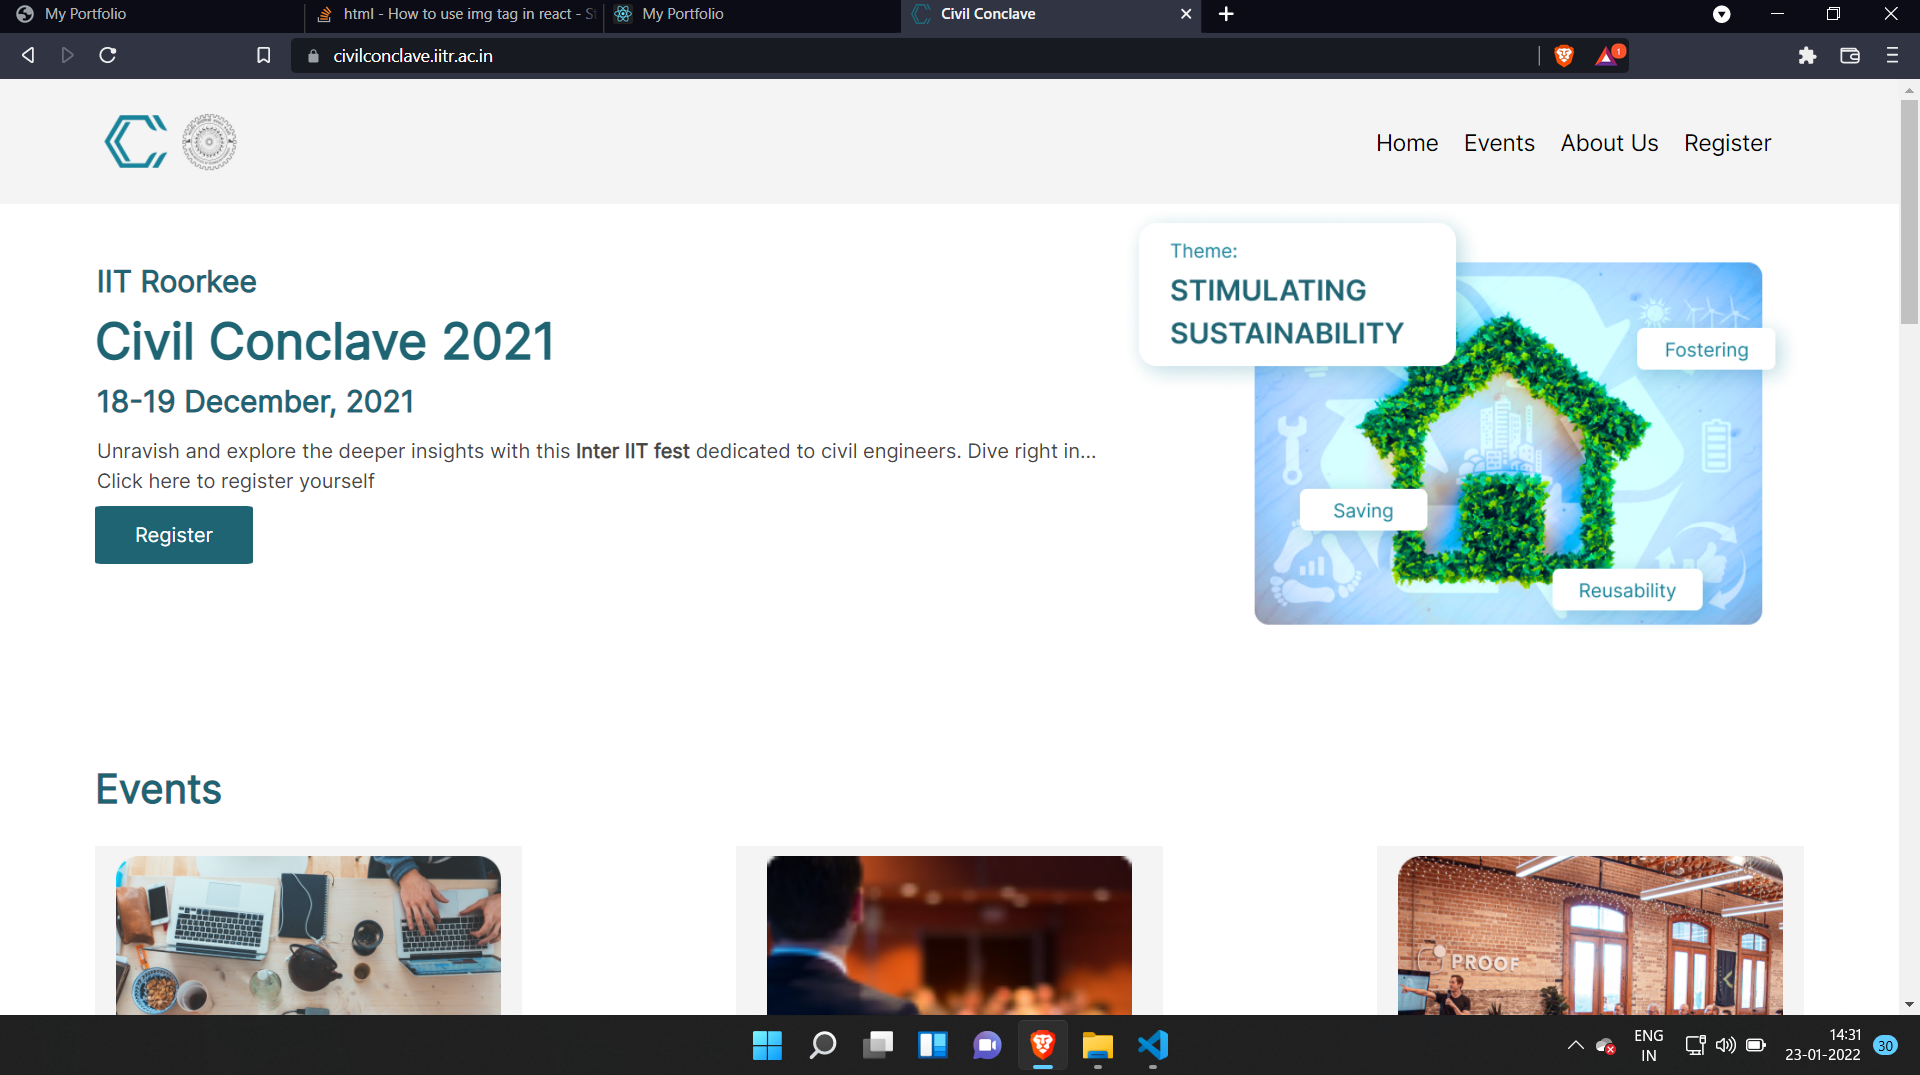 My Portfolio
html - How to use img tag in react - St
My Portfolio
Civil Conclave
civilconclave.iitr.ac.in
1
Home Events About Us Register
Theme:
STIMULATING
SUSTAINABILITY
IIT Roorkee
Civil Conclave 2021
18-19 December, 2021
Unravish and explore the deeper insights with this Inter IIT fest dedicated to civil engineers. Dive right in...
Click here to register yourself
Register
Fostering
Saving
Reusability
Events
PROOF
ENG
IN
14:31
23-01-2022
30